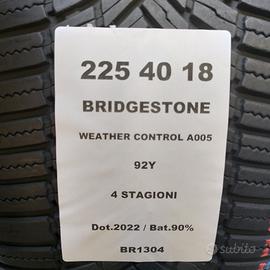 225 40 18
BRIDGESTONE
WEATHER CONTROL A005
92Y
4 STAGIONI
Dot.2022 / Bat.90%
BR1304
subito